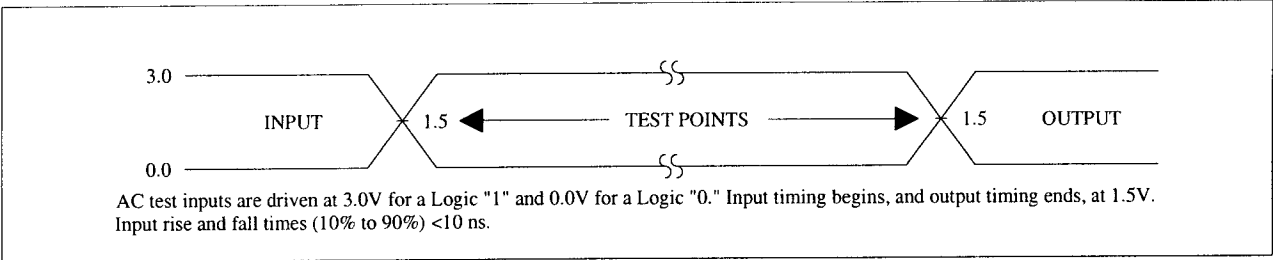 3.0
INPUT 1.5 TEST POINTS 1.5 OUTPUT
0.0
AC test inputs are driven at 3.0V for a Logic "1" and 0.0V for a Logic "0." Input timing begins, and output timing ends, at 1.5V.
Input rise and fall times (10% to 90%) <10 ns.